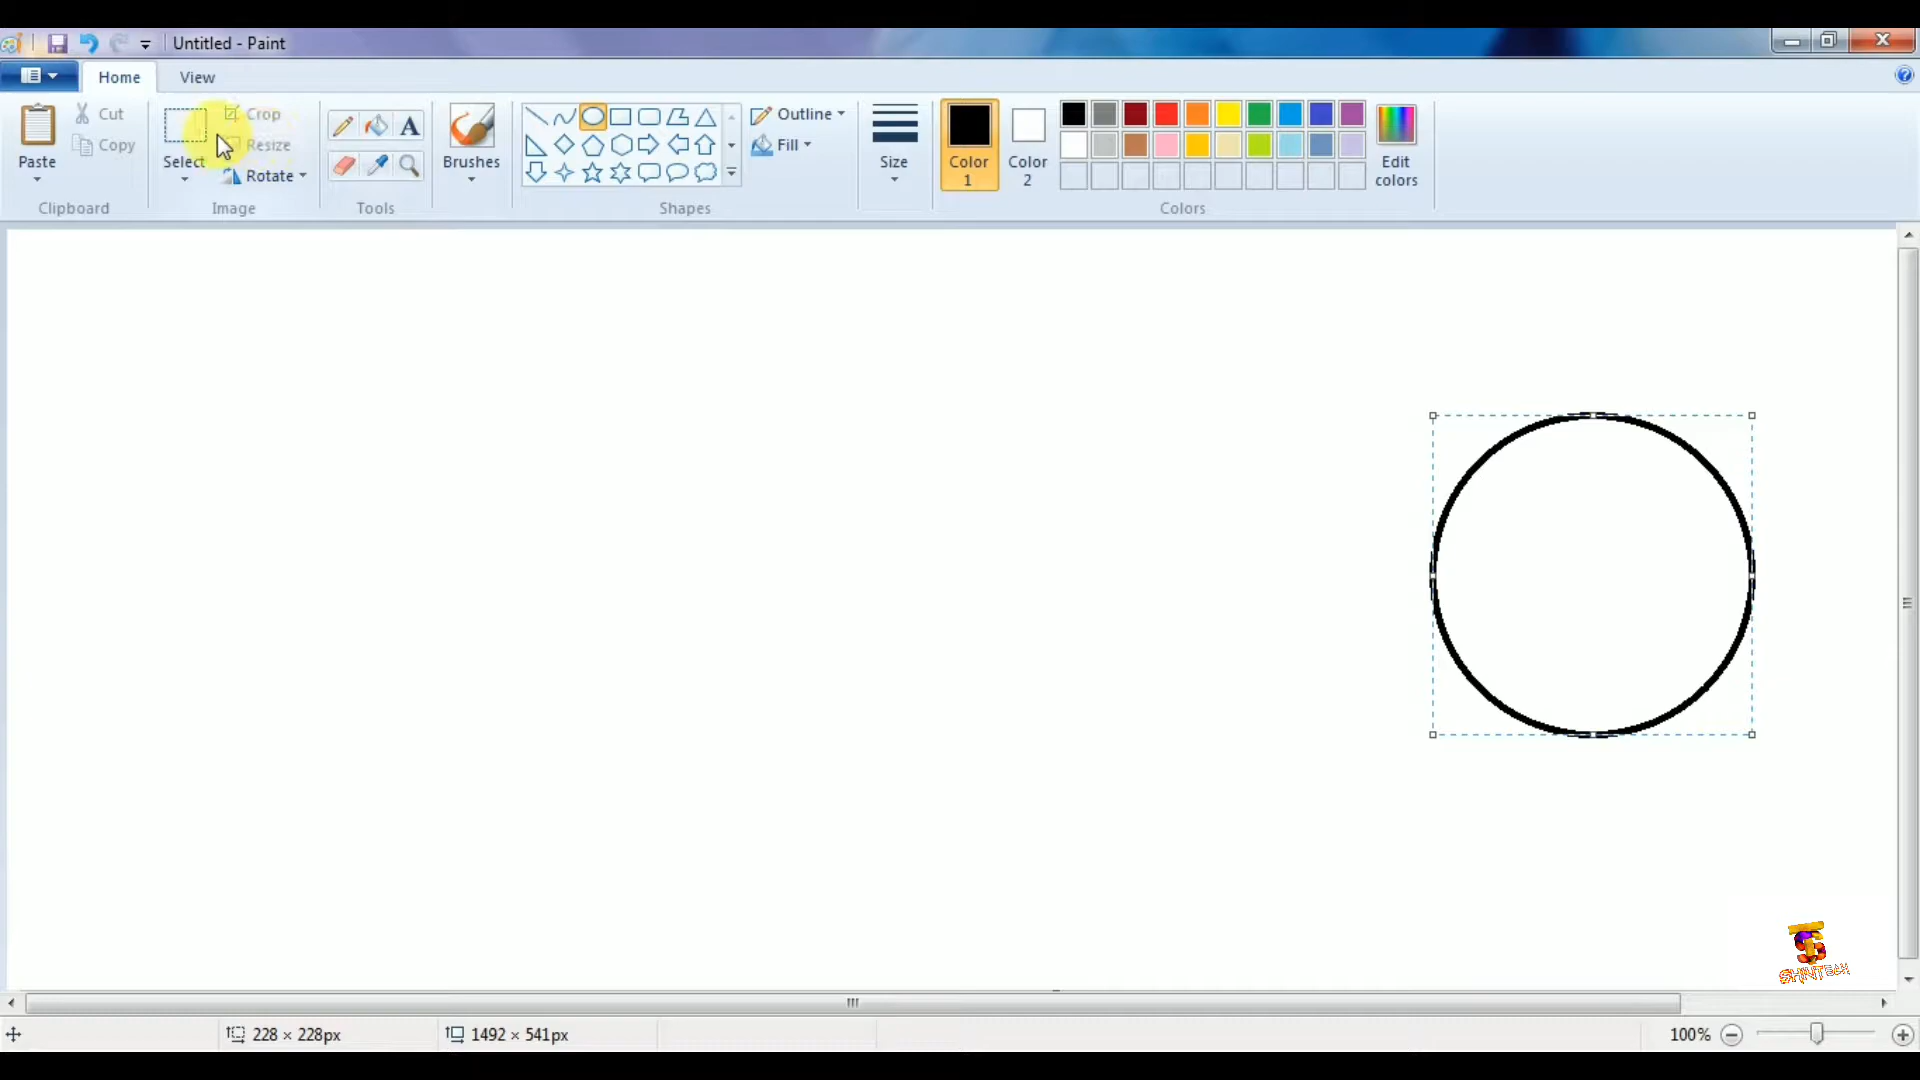 Untitled - Paint
Home View
Paste
Cut
Copy
Clipboard
Select
Crop
Resize
Rotate
Image
Tools
Brushes
Shapes
Outline
Fill
Size
Color 1
Color 2
Edit colors
Colors
228 × 228px
1492 × 541px
100%
SHINTECH